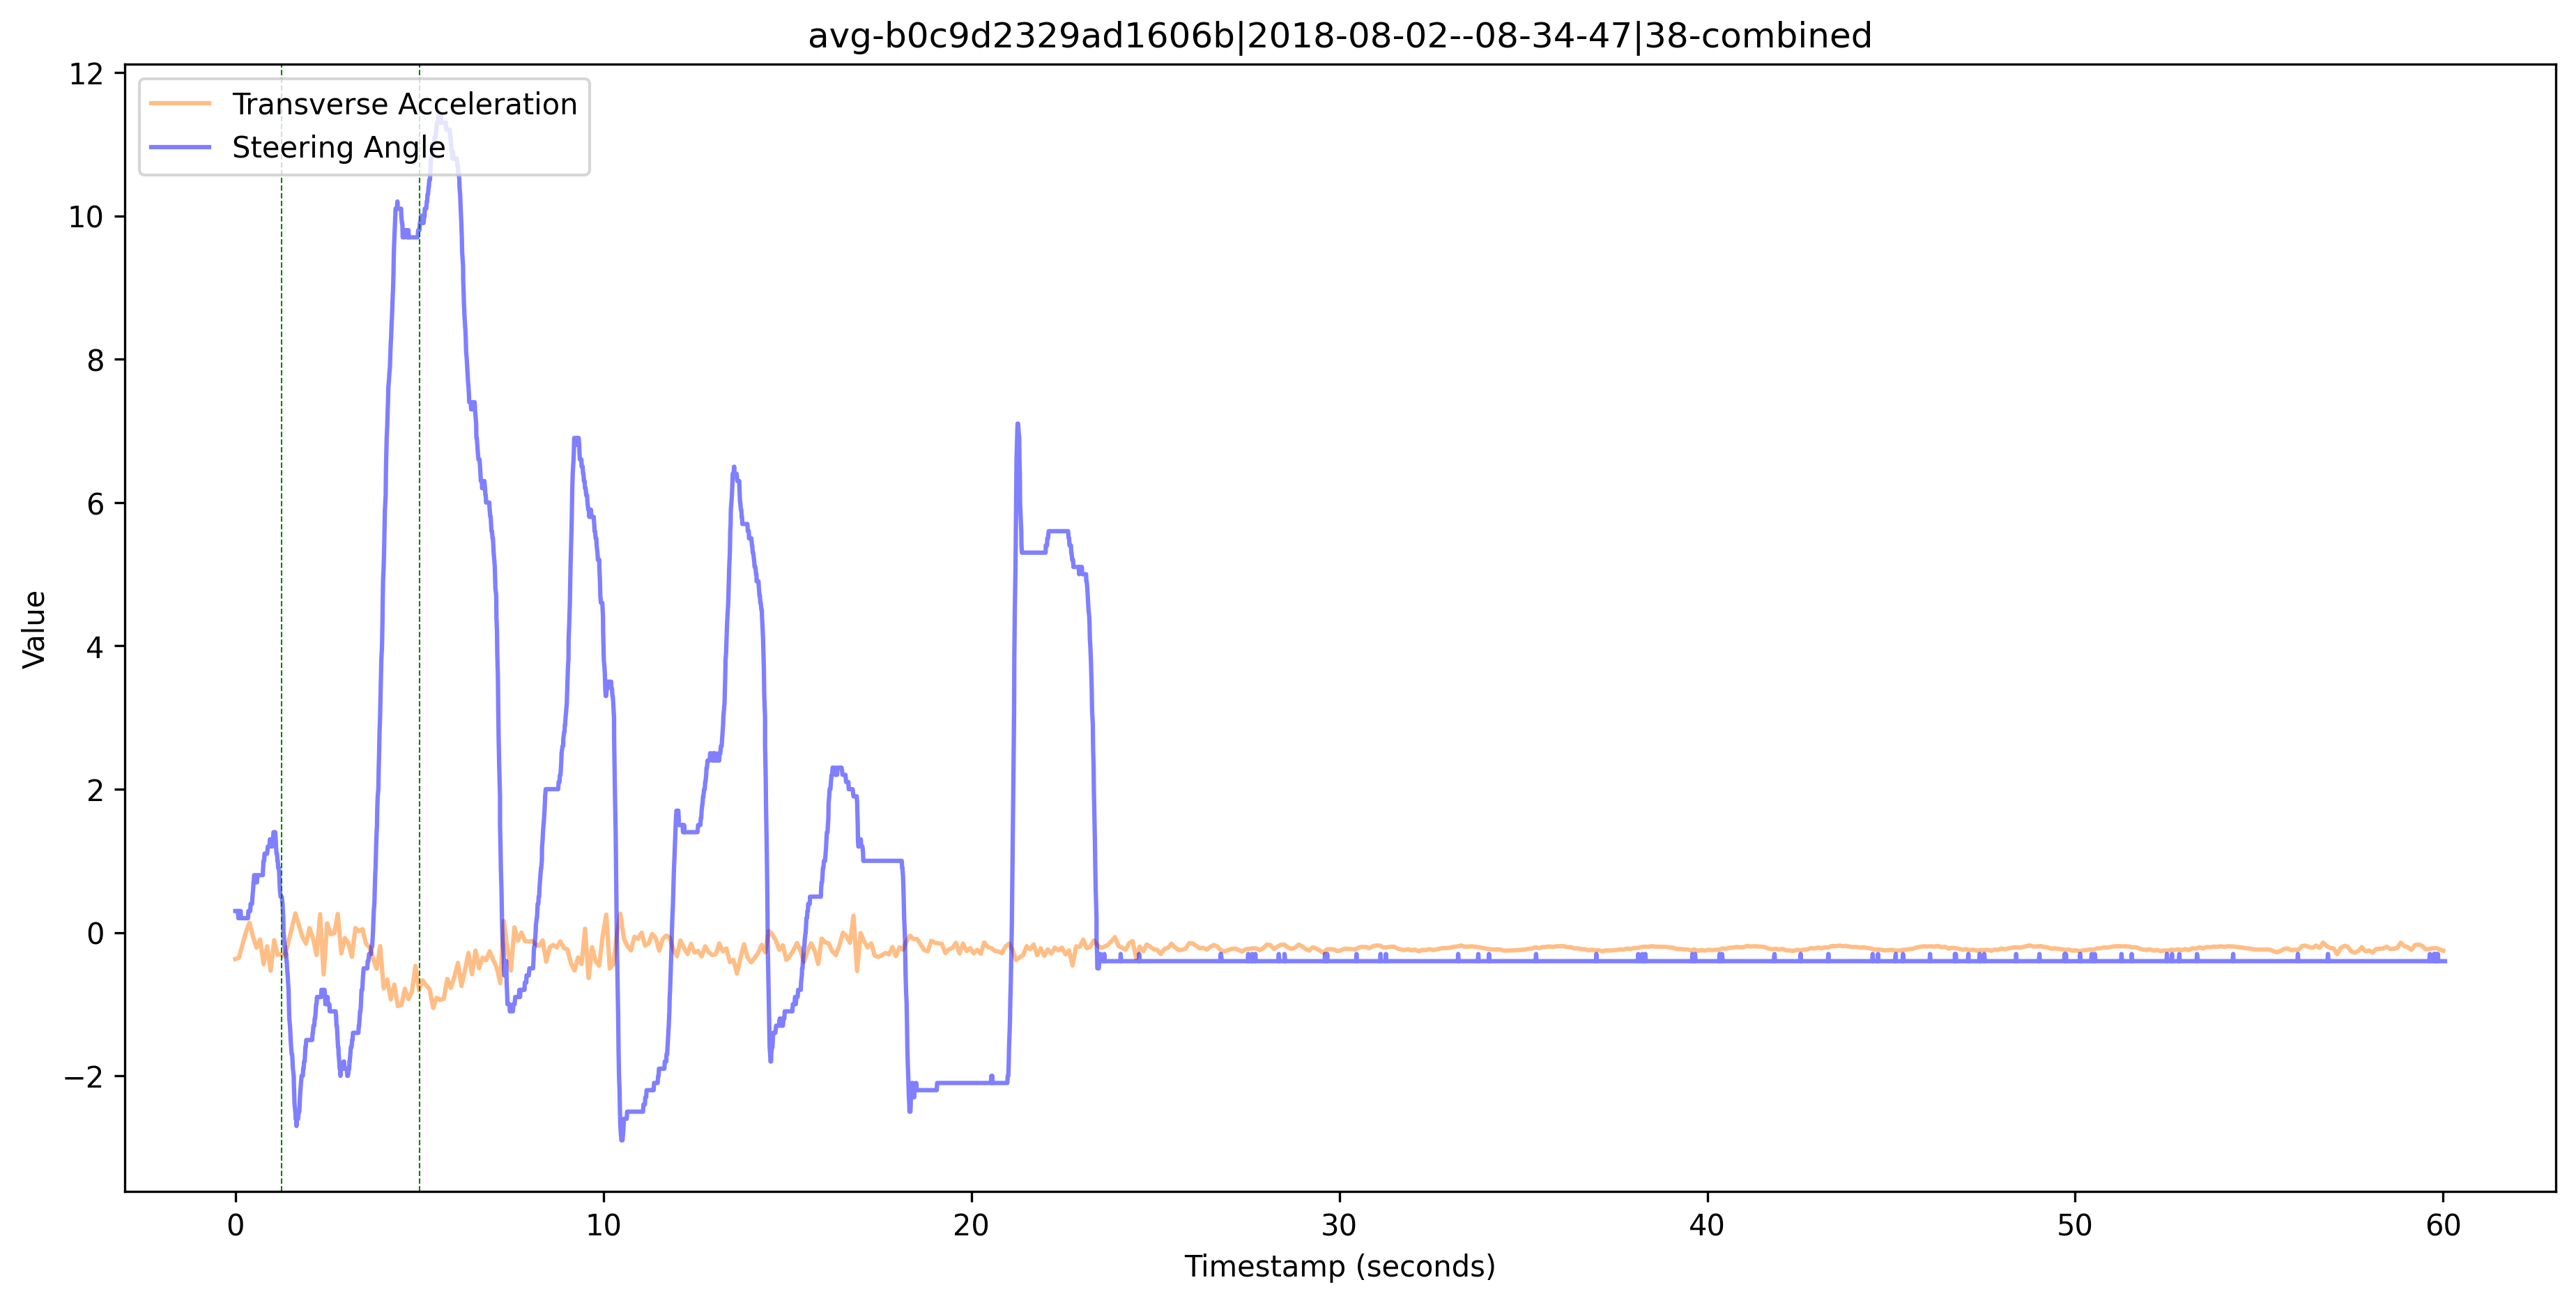 avg-b0c9d2329ad1606b|2018-08-02--08-34-47|38-combined
Transverse Acceleration
Steering Angle
12
10
8
6
4
2
0
−2
Value
0 10 20 30 40 50 60
Timestamp (seconds)